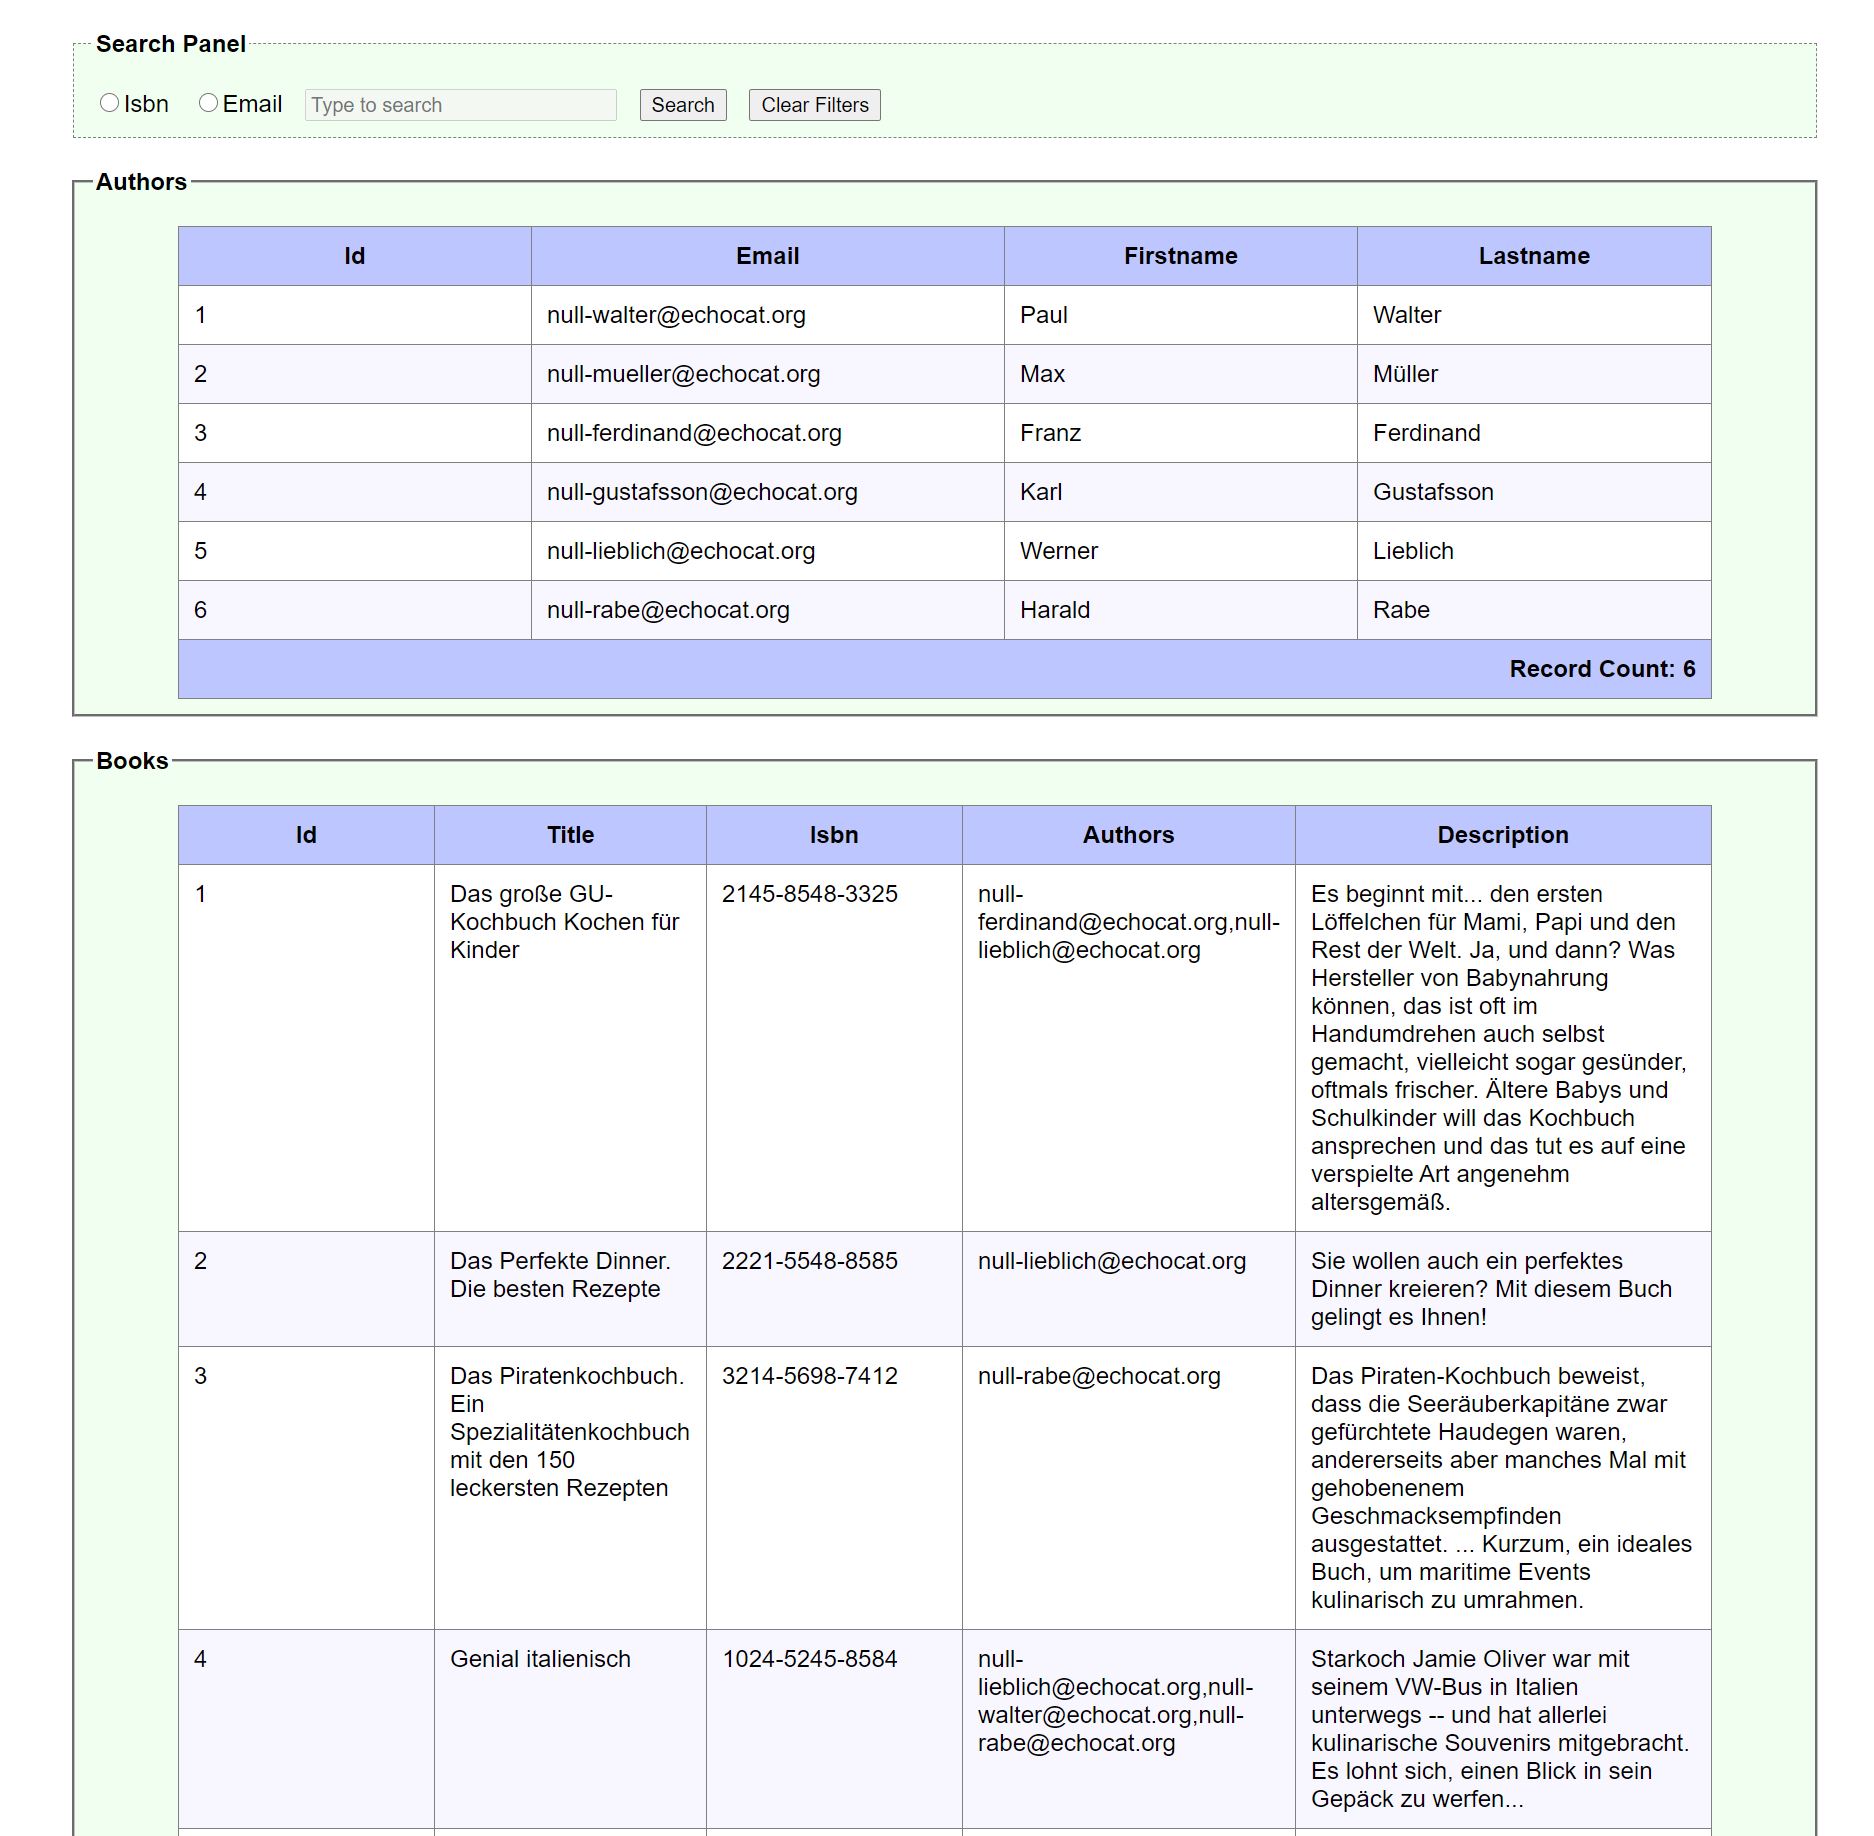 Search Panel
Isbn Email Type to search Search Clear Filters
Authors
Id Email Firstname Lastname
1 null-walter@echocat.org Paul Walter
2 null-mueller@echocat.org Max Müller
3 null-ferdinand@echocat.org Franz Ferdinand
4 null-gustafsson@echocat.org Karl Gustafsson
5 null-lieblich@echocat.org Werner Lieblich
6 null-rabe@echocat.org Harald Rabe
Record Count: 6
Books
Id Title Isbn Authors Description
1
Das große GU-
Kochbuch Kochen für
Kinder
2145-8548-3325
null-
ferdinand@echocat.org,null-
lieblich@echocat.org
Es beginnt mit... den ersten
Löffelchen für Mami, Papi und den
Rest der Welt. Ja, und dann? Was
Hersteller von Babynahrung
können, das ist oft im
Handumdrehen auch selbst
gemacht, vielleicht sogar gesünder,
oftmals frischer. Ältere Babys und
Schulkinder will das Kochbuch
ansprechen und das tut es auf eine
verspielte Art angenehm
altersgemäß.
2
Das Perfekte Dinner.
Die besten Rezepte
2221-5548-8585
null-lieblich@echocat.org
Sie wollen auch ein perfektes
Dinner kreieren? Mit diesem Buch
gelingt es Ihnen!
3
Das Piratenkochbuch.
Ein
Spezialitätenkochbuch
mit den 150
leckersten Rezepten
3214-5698-7412
null-rabe@echocat.org
Das Piraten-Kochbuch beweist,
dass die Seeräuberkapitäne zwar
gefürchtete Haudegen waren,
andererseits aber manches Mal mit
gehobenenem
Geschmacksempfinden
ausgestattet. ... Kurzum, ein ideales
Buch, um maritime Events
kulinarisch zu umrahmen.
4
Genial italienisch
1024-5245-8584
null-
lieblich@echocat.org,null-
walter@echocat.org,null-
rabe@echocat.org
Starkoch Jamie Oliver war mit
seinem VW-Bus in Italien
unterwegs -- und hat allerlei
kulinarische Souvenirs mitgebracht.
Es lohnt sich, einen Blick in sein
Gepäck zu werfen...